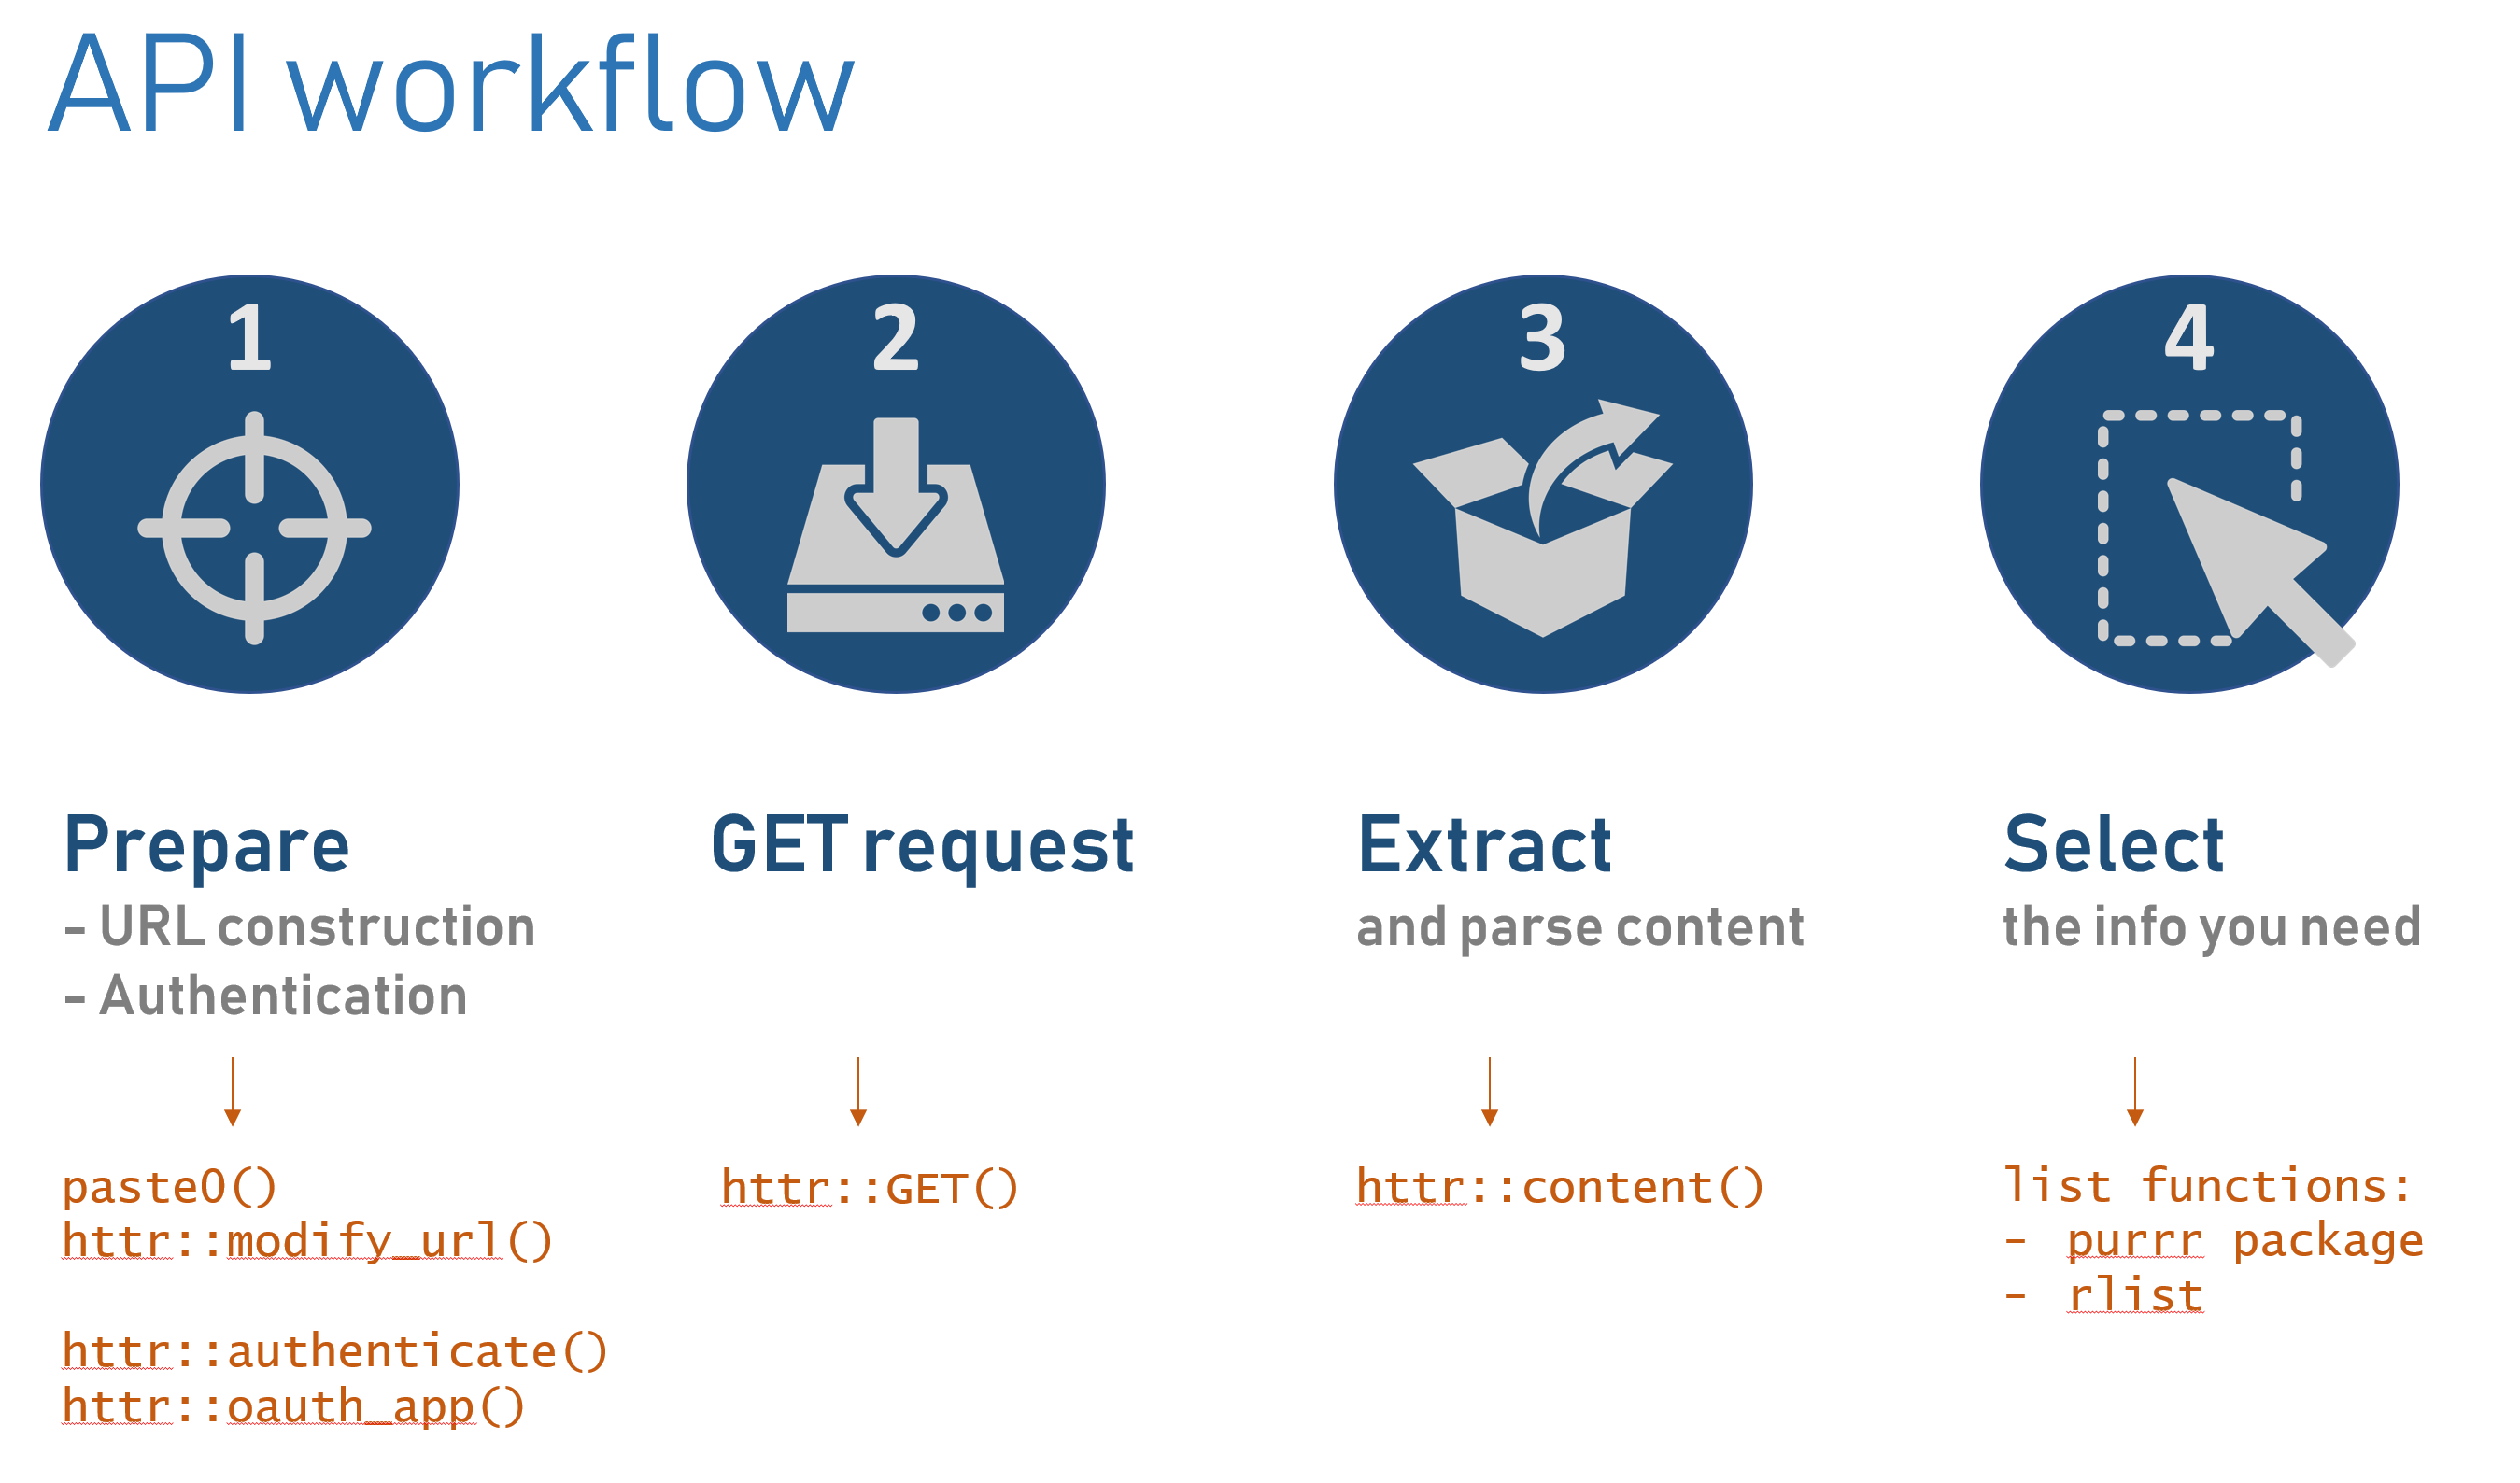 API workflow
1
2
3
4
Prepare
- URL construction
- Authentication
paste0()
httr::modify_url()
httr::authenticate()
httr::oauth_app()
GET request
httr::GET()
Extract
and parse content
httr::content()
Select
the info you need
list functions:
- purrr package
- rlist